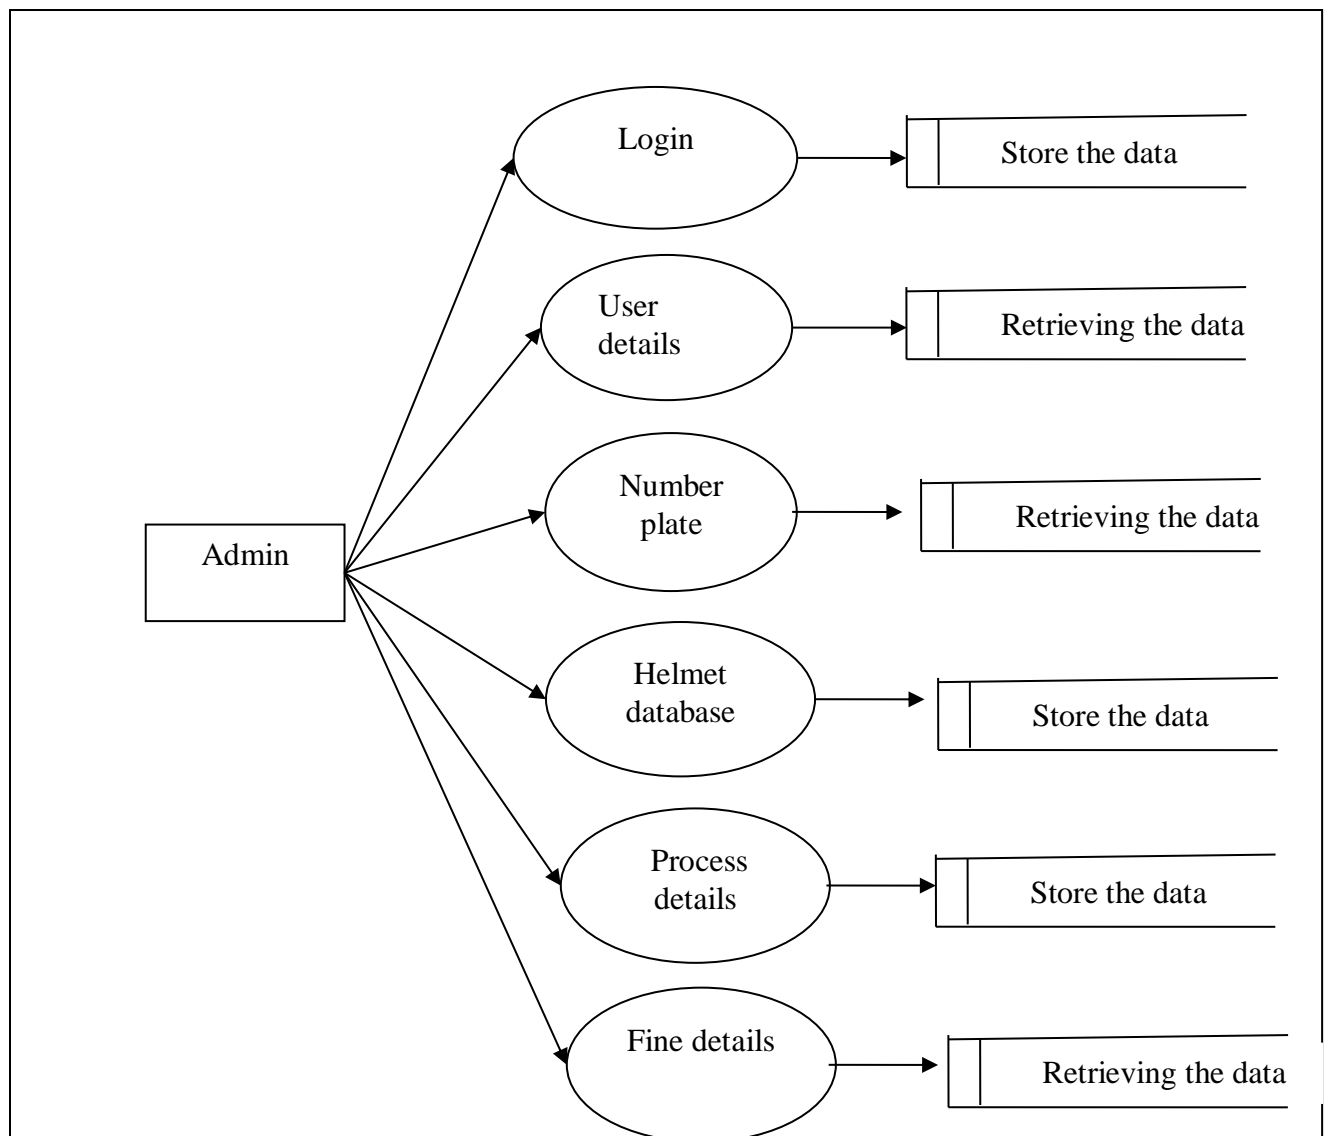 Login
Store the data
User
details
Retrieving the data
Number
plate
Retrieving the data
Admin
Helmet
database
Store the data
Process
details
Store the data
Fine details
Retrieving the data